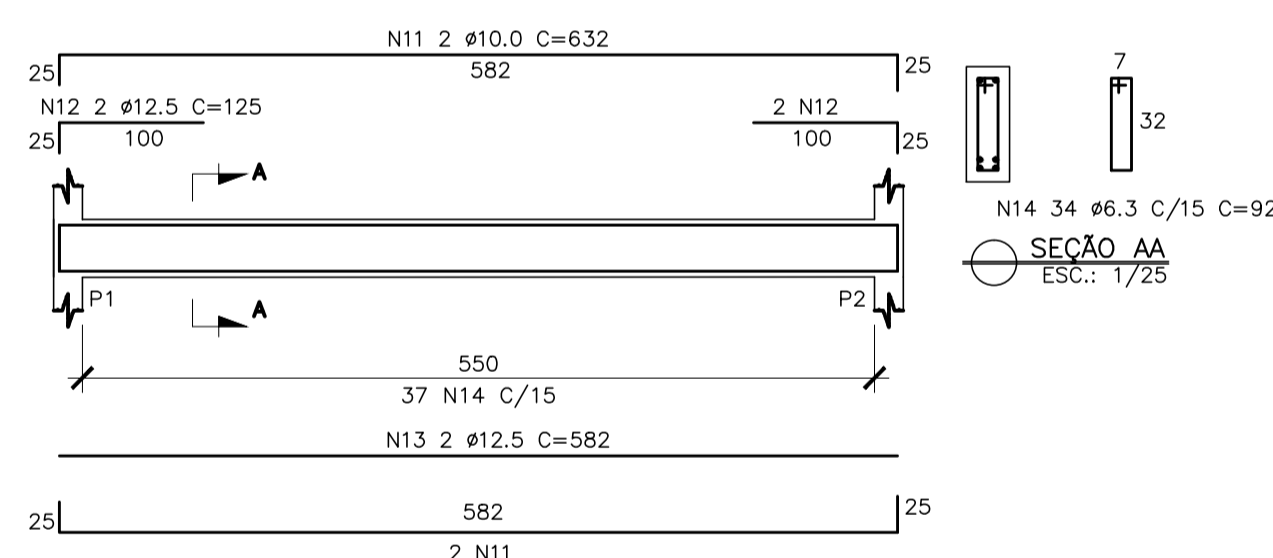 N11 2 ø10.0 C=632
25
582
25
N12 2 ø12.5 C=125
25
100
2 N12
100
25
A
A
P1
P2
550
37 N14 C/15
N13 2 ø12.5 C=582
25
582
25
2 N11
7
32
N14 34 ø6.3 C/15 C=92
SEÇÃO AA
ESC.: 1/25